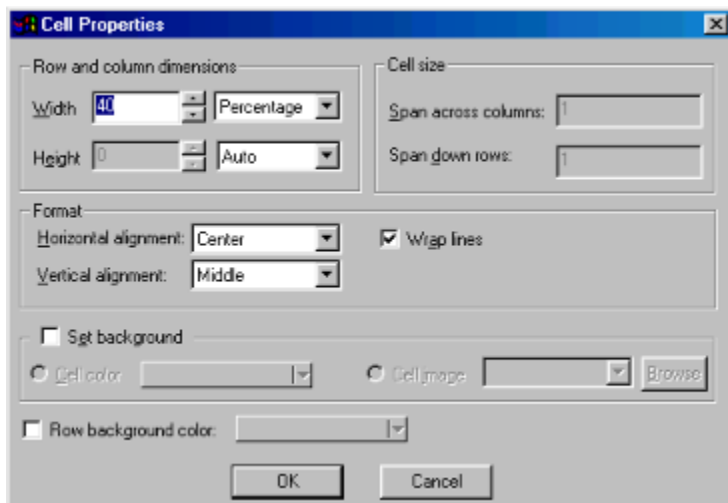 Cell Properties
Row and column dimensions
Cell size
Width 40 Percentage
Span across columns: 1
Height 0 Auto
Span down rows: 1
Format
Horizontal alignment: Center
Wrap lines
Vertical alignment: Middle
Set background
Cell color Cell image Browse
Row background color:
OK Cancel